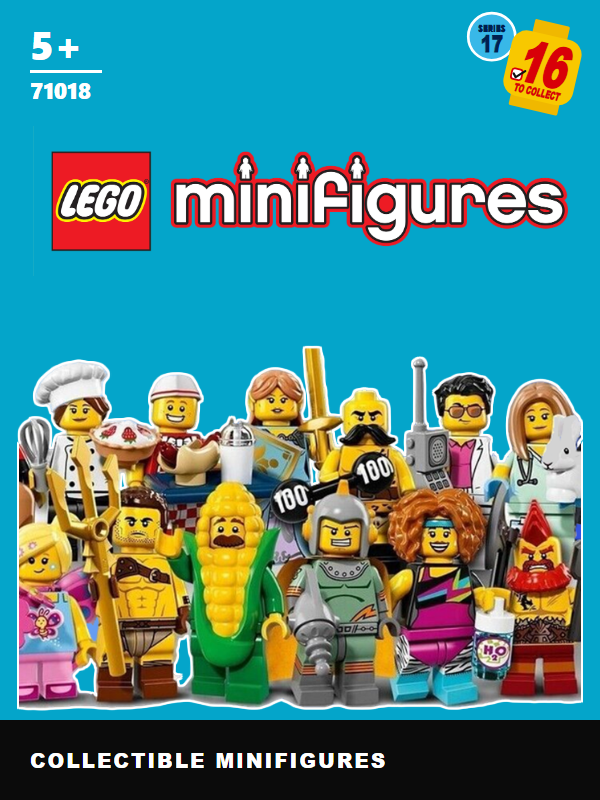 5+
71018
SERIES
17
16
TO COLLECT
LEGO
minifigures
100
100
H2O
COLLECTIBLE MINIFIGURES